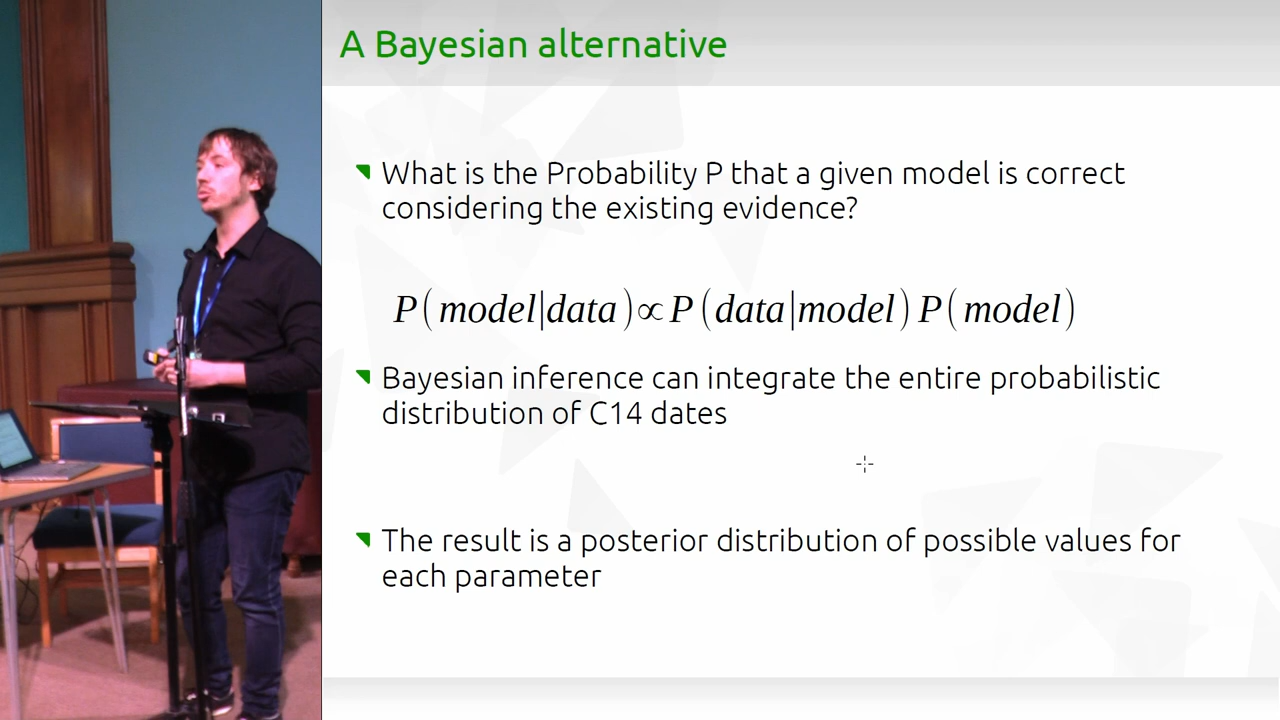 A Bayesian alternative
What is the Probability P that a given model is correct
considering the existing evidence?
P(model|data)∝P(data|model)P(model)
Bayesian inference can integrate the entire probabilistic
distribution of C14 dates
The result is a posterior distribution of possible values for
each parameter